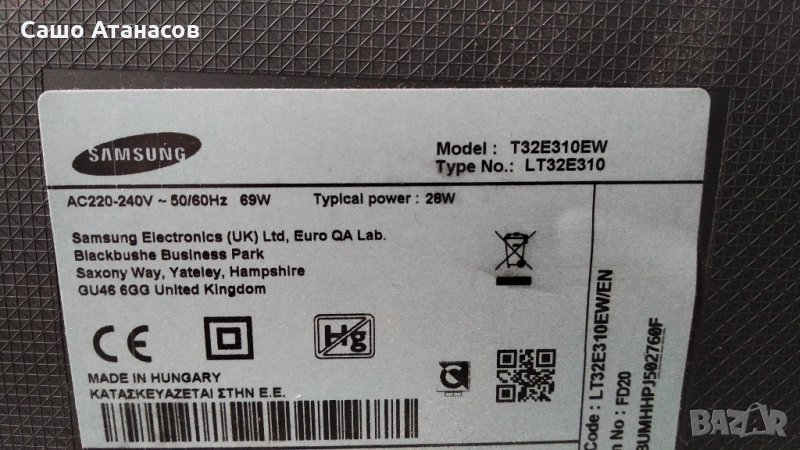 Сашо Атанасов
SAMSUNG
Model : T32E310EW
Type No.: LT32E310
AC220-240V ~ 50/60Hz 69W Typical power : 28W
Samsung Electronics (UK) Ltd, Euro QA Lab.
Blackbushe Business Park
Saxony Way, Yateley, Hampshire
GU46 6GG United Kingdom
CE
Hg
MADE IN HUNGARY
ΚΑΤΑΣΚΕΥΑΖΕΤΑΙ ΣΤΗΝ Ε.Ε.
Code : LT32E310EW/EN
No : FD20
BUMHHPJ502760F
BAZAR